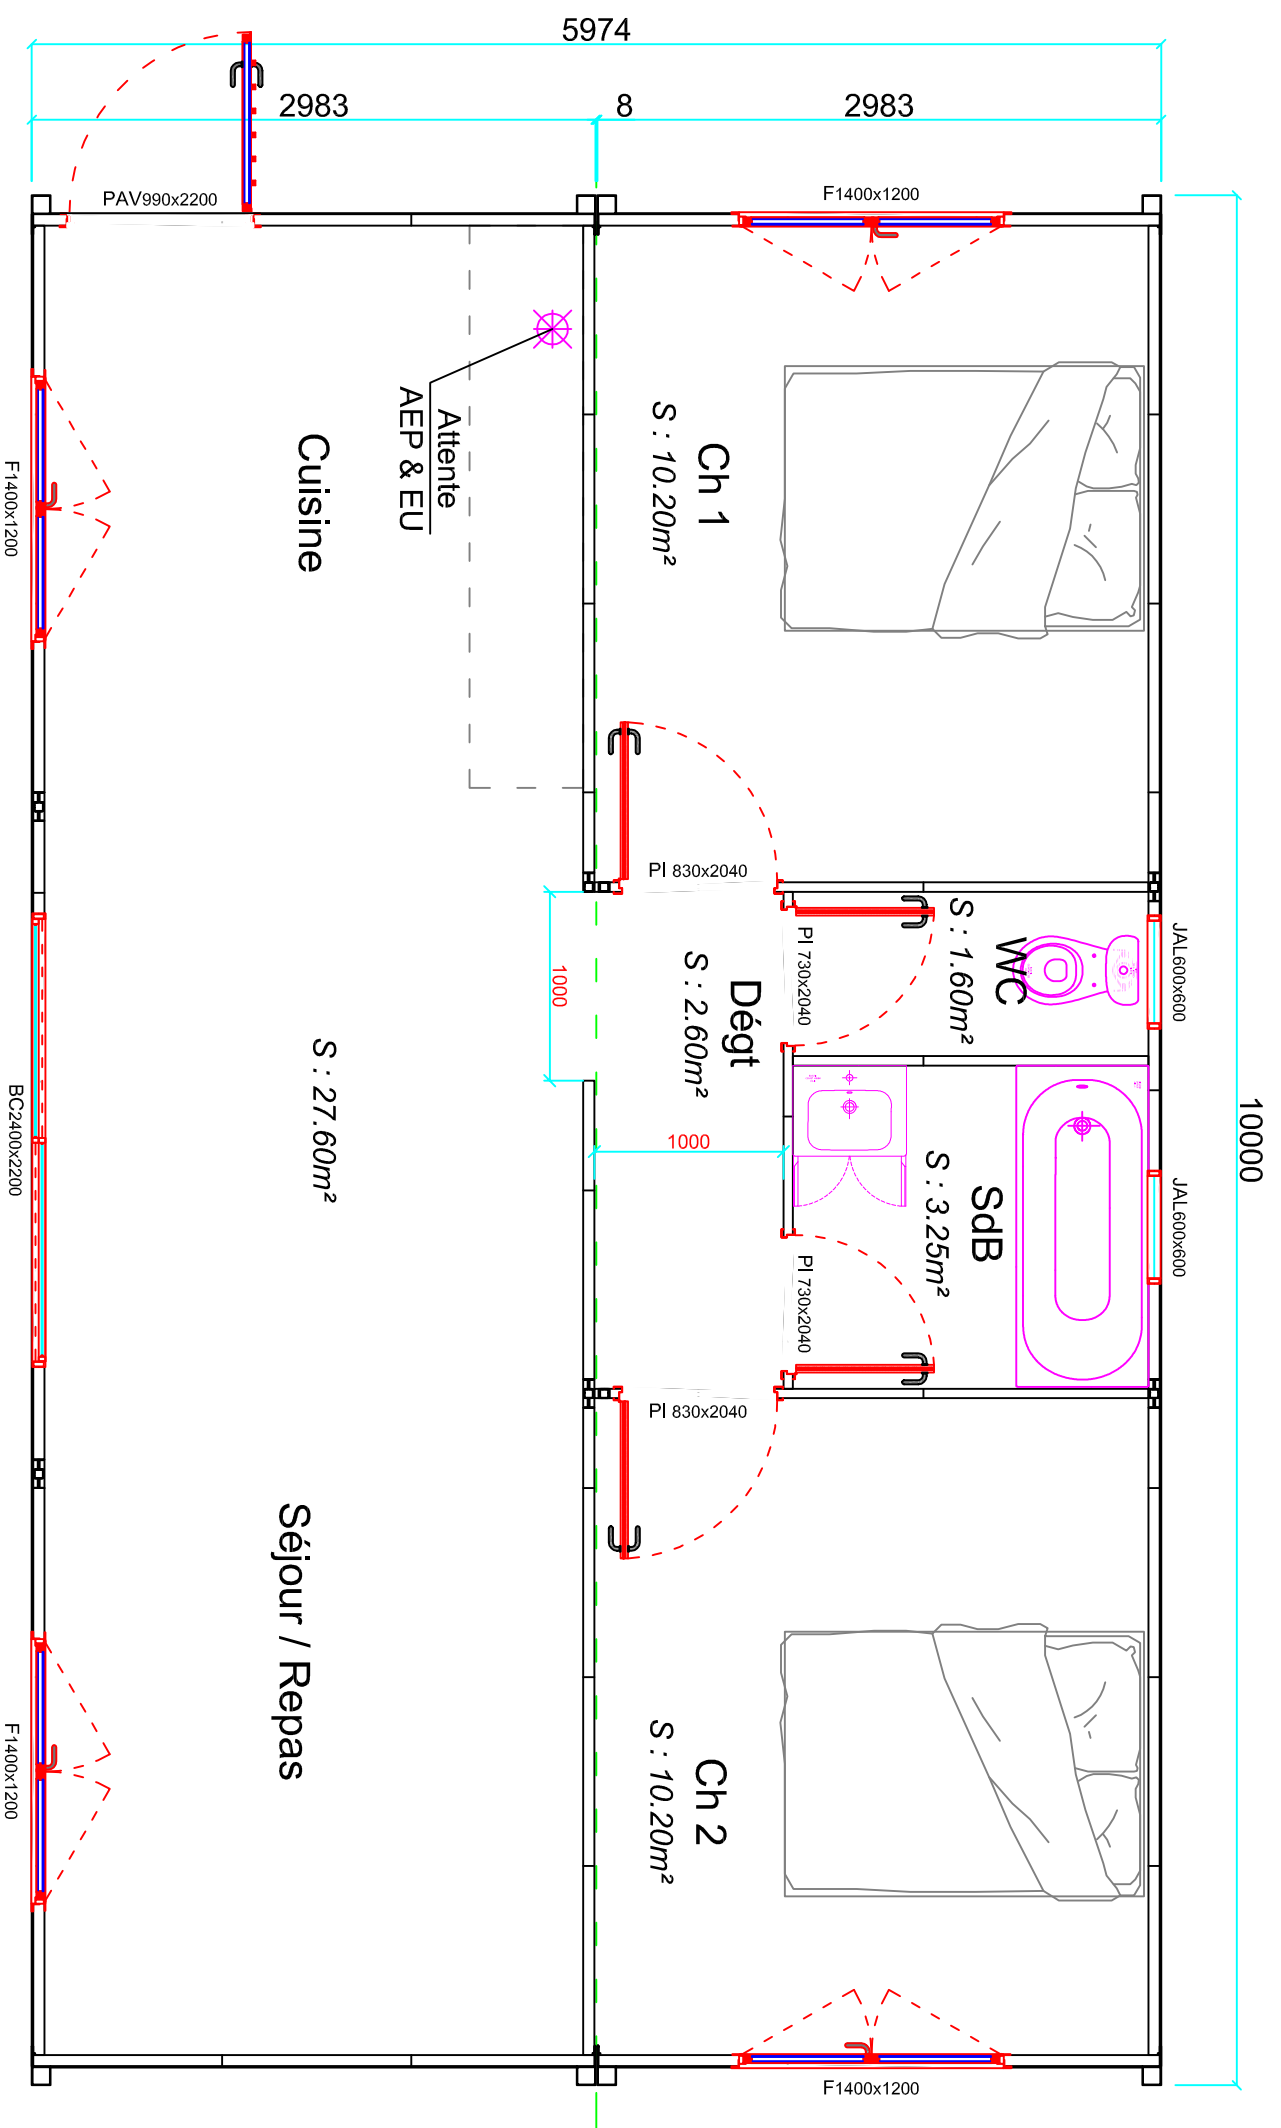 5974
2983
8
2983
PAV990x2200
F1400x1200
10000
Attente
AEP & EU
Cuisine
F1400x1200
Ch 1
S : 10.20m²
PI 830x2040
WC
S : 1.60m²
JAL600x600
PI 730x2040
Dégt
S : 2.60m²
1000
1000
SdB
S : 3.25m²
JAL600x600
PI 730x2040
PI 830x2040
S : 27.60m²
BC2400x2200
Séjour / Repas
F1400x1200
Ch 2
S : 10.20m²
F1400x1200